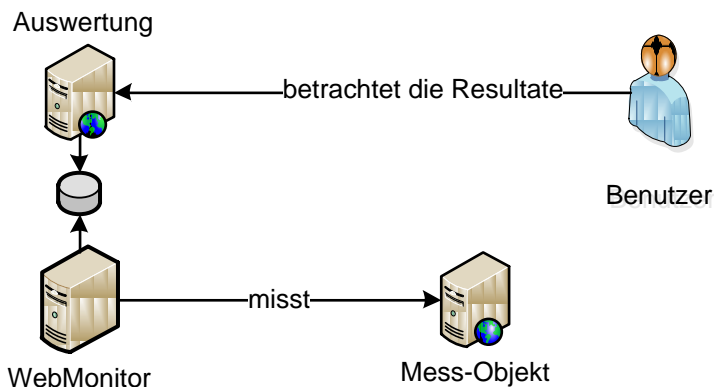 Auswertung
betrachtet die Resultate
Benutzer
misst
WebMonitor
Mess-Objekt